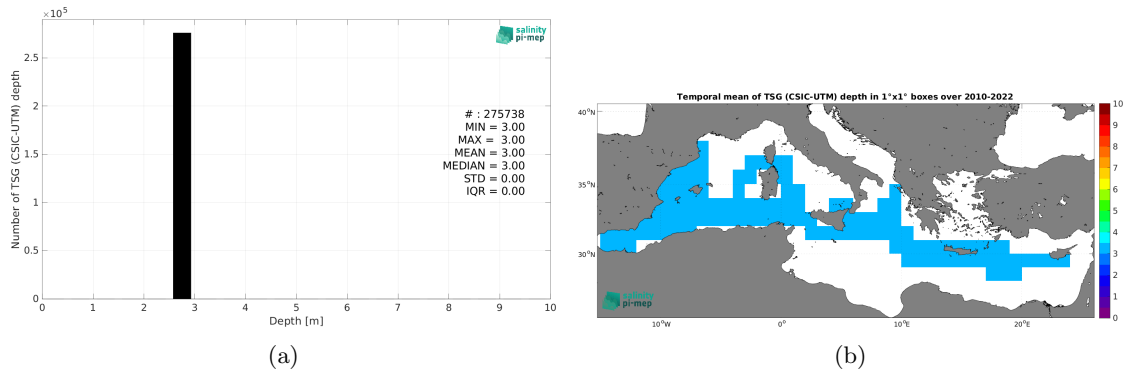 ×10⁵
2.5
2
1.5
1
0.5
0
Number of TSG (CSIC-UTM) depth
salinity
pi-mep
# : 275738
MIN = 3.00
MAX = 3.00
MEAN = 3.00
MEDIAN = 3.00
STD = 0.00
IQR = 0.00
0 1 2 3 4 5 6 7 8 9 10
Depth [m]
(a)
Temporal mean of TSG (CSIC-UTM) depth in 1°x1° boxes over 2010-2022
40°N
35°N
30°N
10°W 0° 10°E 20°E
salinity
pi-mep
10
9
8
7
6
5
4
3
2
1
0
(b)